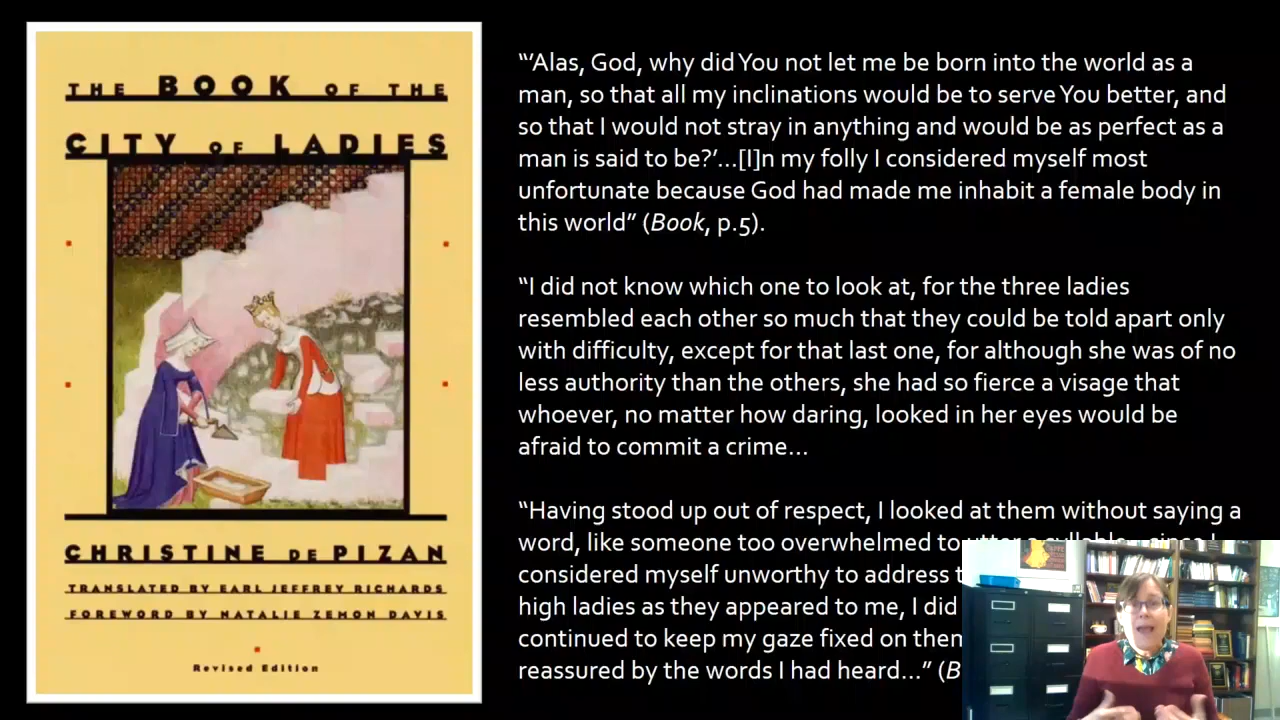 THE BOOK OF THE
CITY OF LADIES
CHRISTINE DE PIZAN
TRANSLATED BY EARL JEFFREY RICHARDS
FOREWORD BY NATALIE ZEMON DAVIS
Revised Edition
“‘Alas, God, why did You not let me be born into the world as a
man, so that all my inclinations would be to serve You better, and
so that I would not stray in anything and would be as perfect as a
man is said to be?’...[I]n my folly I considered myself most
unfortunate because God had made me inhabit a female body in
this world” (Book, p.5).
“I did not know which one to look at, for the three ladies
resembled each other so much that they could be told apart only
with difficulty, except for that last one, for although she was of no
less authority than the others, she had so fierce a visage that
whoever, no matter how daring, looked in her eyes would be
afraid to commit a crime...
“Having stood up out of respect, I looked at them without saying a
word, like someone too overwhelmed to
considered myself unworthy to address
high ladies as they appeared to me, I did
continued to keep my gaze fixed on them
reassured by the words I had heard...” (B